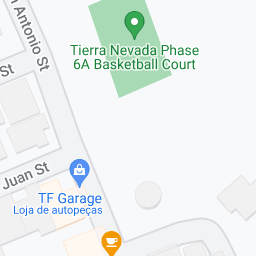 n Antonio St
Tierra Nevada Phase
6A Basketball Court
St
Juan St
TF Garage
Loja de autopeças